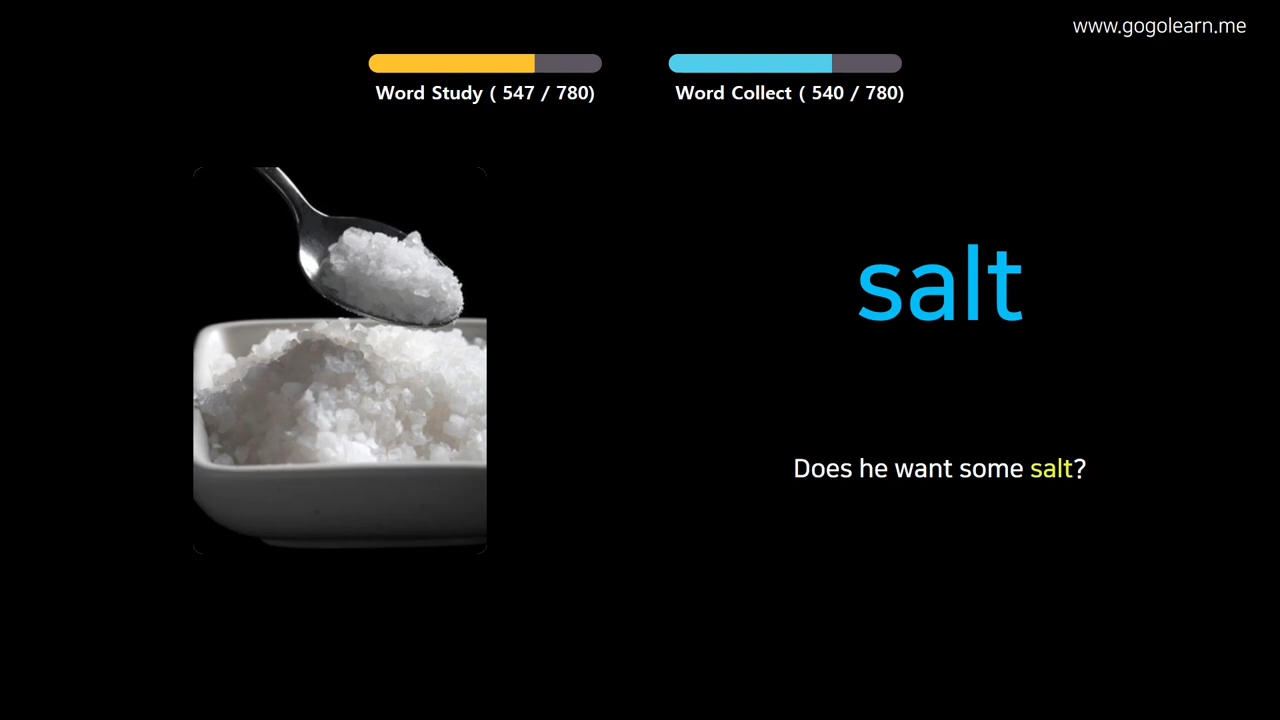 www.gogolearn.me
Word Study ( 547 / 780)
Word Collect ( 540 / 780)
salt
Does he want some salt?